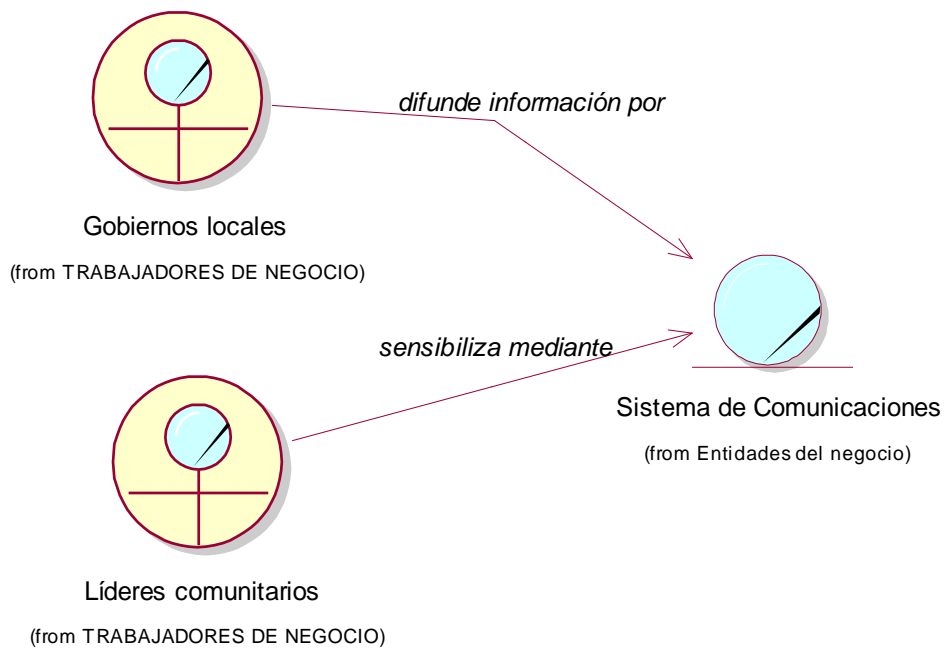 difunde información por
Gobiernos locales
(from TRABAJADORES DE NEGOCIO)
sensibiliza mediante
Sistema de Comunicaciones
(from Entidades del negocio)
Líderes comunitarios
(from TRABAJADORES DE NEGOCIO)